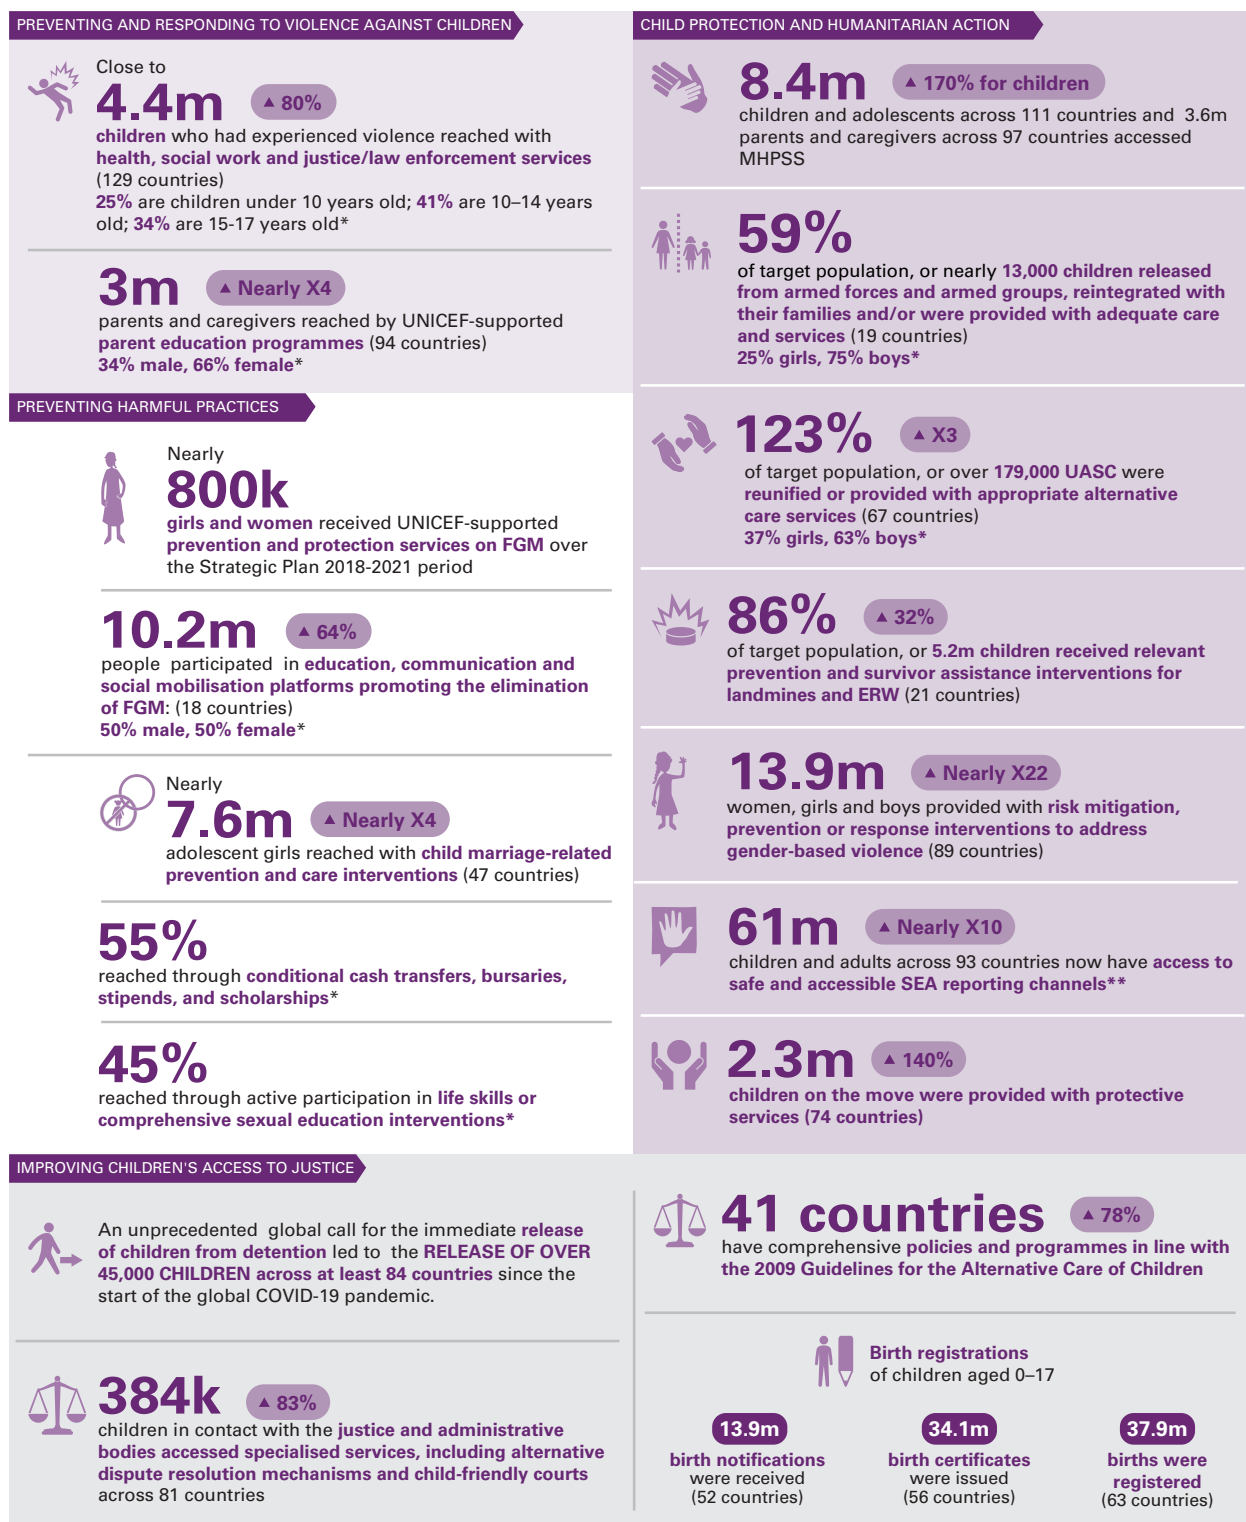 PREVENTING AND RESPONDING TO VIOLENCE AGAINST CHILDREN
Close to
4.4m ▲ 80%
children who had experienced violence reached with
health, social work and justice/law enforcement services
(129 countries)
25% are children under 10 years old; 41% are 10–14 years
old; 34% are 15-17 years old*
3m ▲ Nearly X4
parents and caregivers reached by UNICEF-supported
parent education programmes (94 countries)
34% male, 66% female*
PREVENTING HARMFUL PRACTICES
Nearly
800k
girls and women received UNICEF-supported
prevention and protection services on FGM over
the Strategic Plan 2018-2021 period
10.2m ▲ 64%
people participated in education, communication and
social mobilisation platforms promoting the elimination
of FGM: (18 countries)
50% male, 50% female*
Nearly
7.6m ▲ Nearly X4
adolescent girls reached with child marriage-related
prevention and care interventions (47 countries)
55%
reached through conditional cash transfers, bursaries,
stipends, and scholarships*
45%
reached through active participation in life skills or
comprehensive sexual education interventions*
CHILD PROTECTION AND HUMANITARIAN ACTION
8.4m ▲ 170% for children
children and adolescents across 111 countries and 3.6m
parents and caregivers across 97 countries accessed
MHPSS
59%
of target population, or nearly 13,000 children released
from armed forces and armed groups, reintegrated with
their families and/or were provided with adequate care
and services (19 countries)
25% girls, 75% boys*
123% ▲ X3
of target population, or over 179,000 UASC were
reunified or provided with appropriate alternative
care services (67 countries)
37% girls, 63% boys*
86% ▲ 32%
of target population, or 5.2m children received relevant
prevention and survivor assistance interventions for
landmines and ERW (21 countries)
13.9m ▲ Nearly X22
women, girls and boys provided with risk mitigation,
prevention or response interventions to address
gender-based violence (89 countries)
61m ▲ Nearly X10
children and adults across 93 countries now have access to
safe and accessible SEA reporting channels**
2.3m ▲ 140%
children on the move were provided with protective
services (74 countries)
IMPROVING CHILDREN'S ACCESS TO JUSTICE
An unprecedented global call for the immediate release
of children from detention led to the RELEASE OF OVER
45,000 CHILDREN across at least 84 countries since the
start of the global COVID-19 pandemic.
384k ▲ 83%
children in contact with the justice and administrative
bodies accessed specialised services, including alternative
dispute resolution mechanisms and child-friendly courts
across 81 countries
41 countries ▲ 78%
have comprehensive policies and programmes in line with
the 2009 Guidelines for the Alternative Care of Children
Birth registrations
of children aged 0–17
13.9m
birth notifications
were received
(52 countries)
34.1m
birth certificates
were issued
(56 countries)
37.9m
births were
registered
(63 countries)